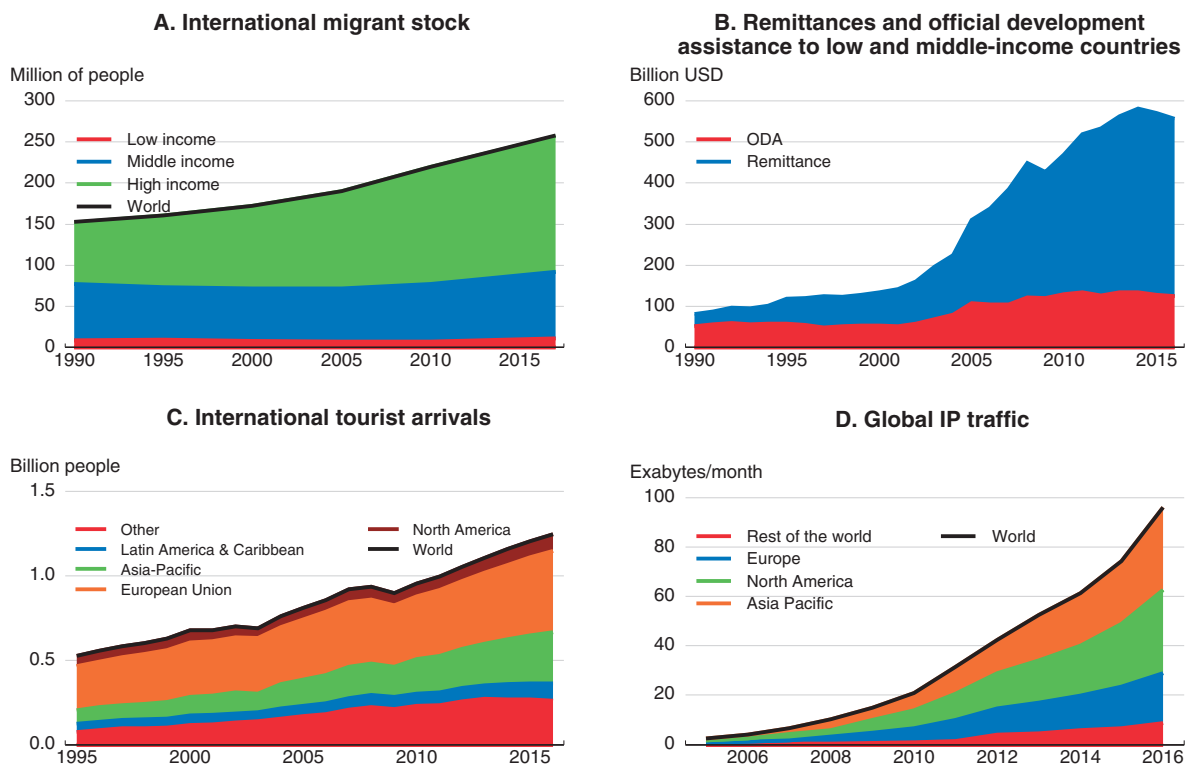 A. International migrant stock
Million of people
300
250
200
150
100
50
0
Low income
Middle income
High income
World
1990 1995 2000 2005 2010 2015
B. Remittances and official development
assistance to low and middle-income countries
Billion USD
600
500
400
300
200
100
0
ODA
Remittance
1990 1995 2000 2005 2010 2015
C. International tourist arrivals
Billion people
1.5
1.0
0.5
0.0
Other
Latin America & Caribbean
Asia-Pacific
European Union
North America
World
1995 2000 2005 2010 2015
D. Global IP traffic
Exabytes/month
100
80
60
40
20
0
Rest of the world
Europe
North America
Asia Pacific
World
2006 2008 2010 2012 2014 2016